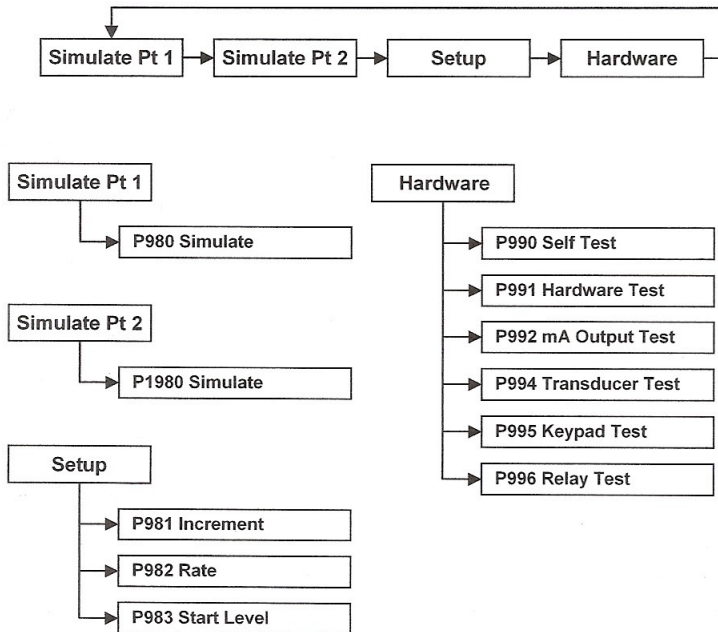 Simulate Pt 1
Simulate Pt 2
Setup
Hardware
Simulate Pt 1
P980 Simulate
Simulate Pt 2
P1980 Simulate
Setup
P981 Increment
P982 Rate
P983 Start Level
Hardware
P990 Self Test
P991 Hardware Test
P992 mA Output Test
P994 Transducer Test
P995 Keypad Test
P996 Relay Test